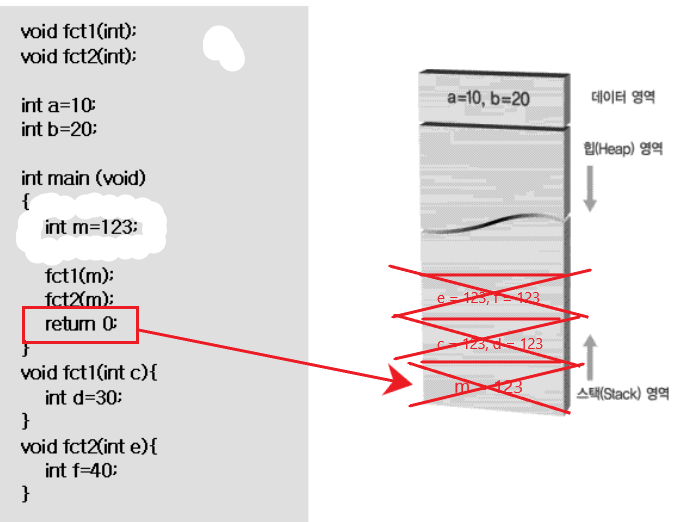 void fct1(int);
void fct2(int);
int a=10;
int b=20;
int main (void)
{
int m=123;
fct1(m);
fct2(m);
return 0;
}
void fct1(int c){
int d=30;
}
void fct2(int e){
int f=40;
}
a=10, b=20
데이터 영역
힙(Heap) 영역
e = 123, f = 123
c = 123, d = 123
m = 123
스택(Stack) 영역